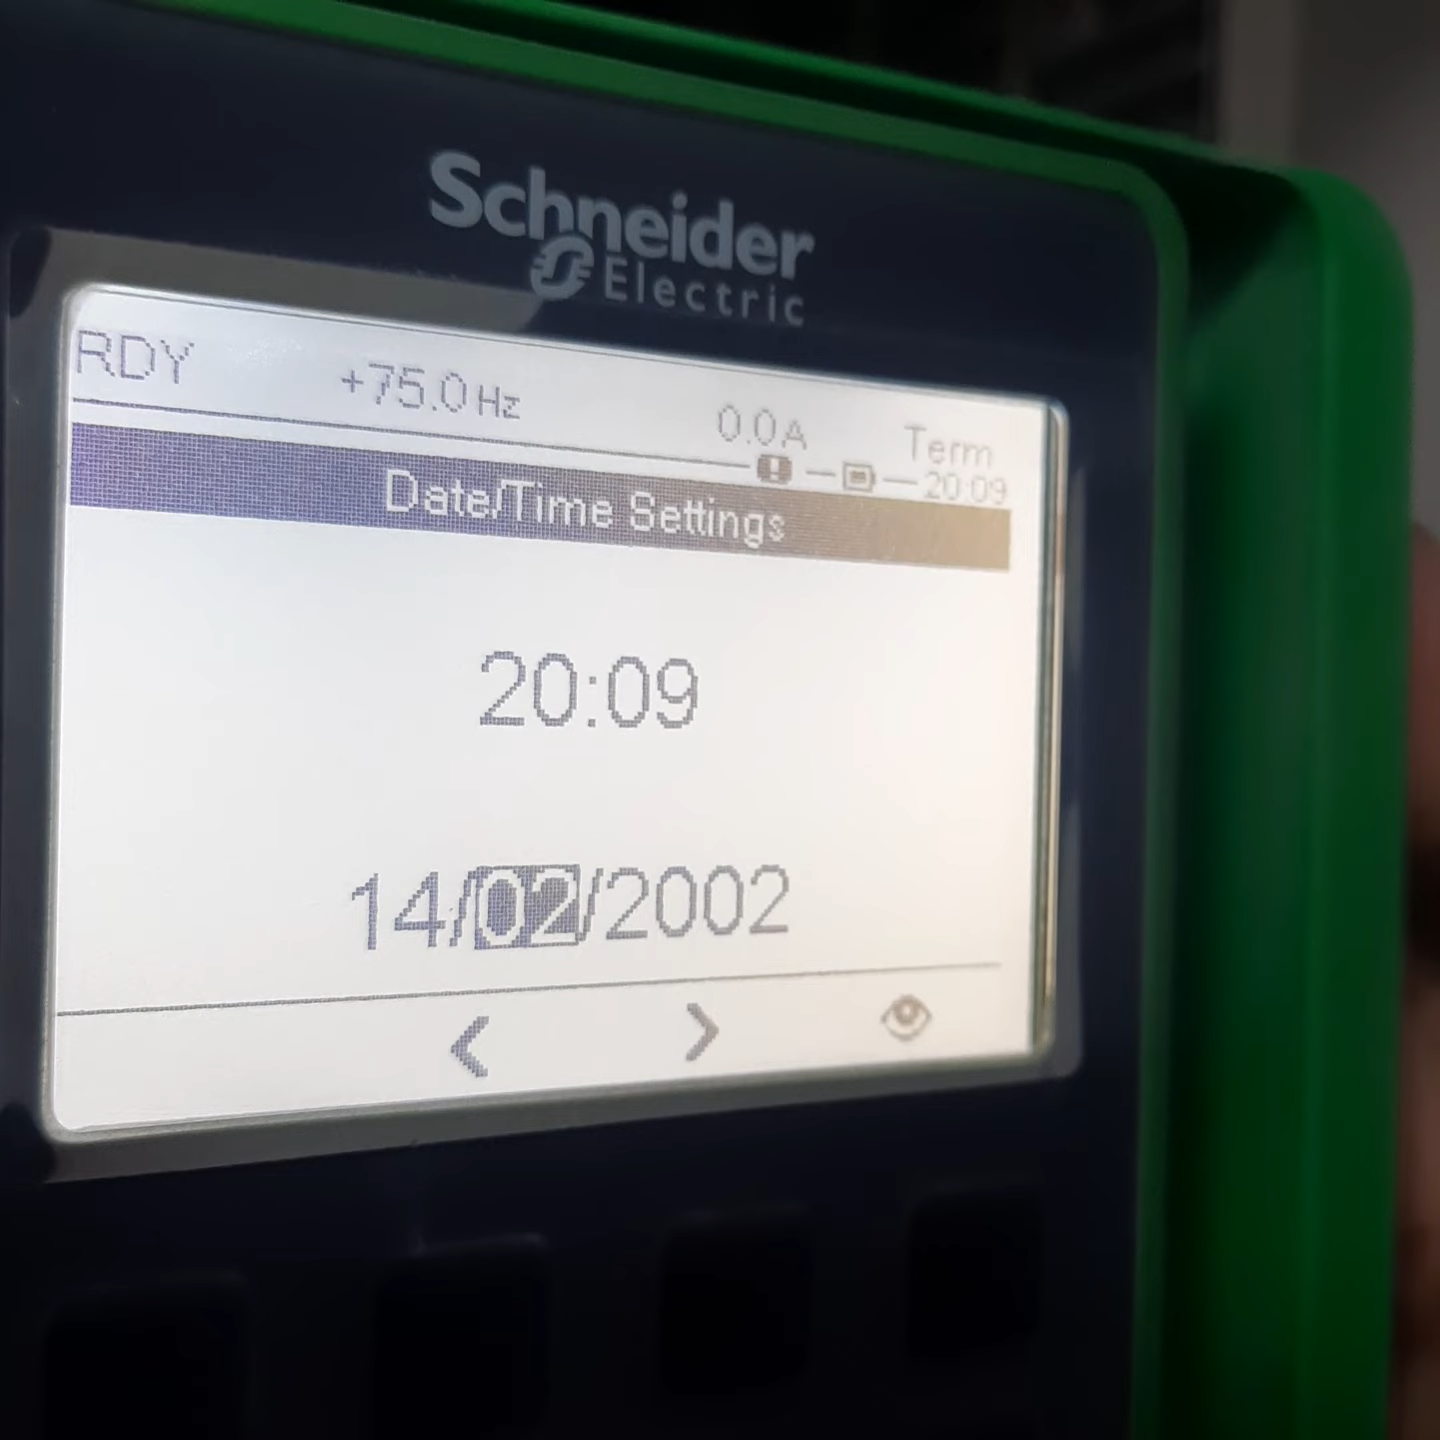 Schneider
Electric
RDY +75.0 Hz 0.0A Term
20:09
Date/Time Settings
20:09
14/02/2002